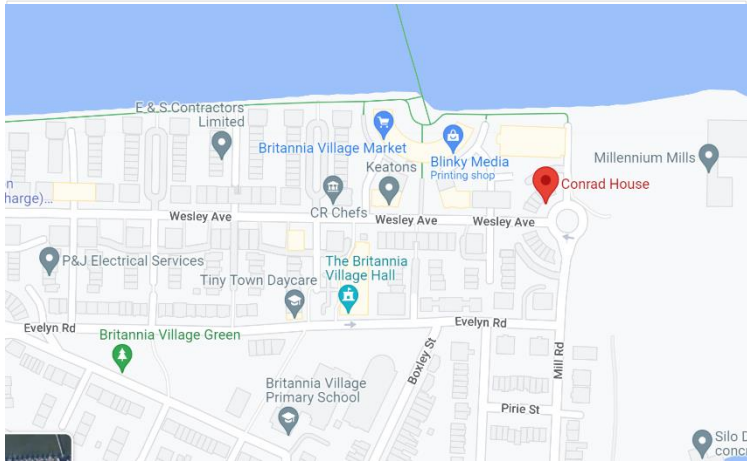 E & S Contractors
Limited
Britannia Village Market
Blinky Media
Printing shop
Keatons
Millennium Mills
Conrad House
harge)...
CR Chefs
Wesley Ave
Wesley Ave
Wesley Ave
The Britannia
Village Hall
P&J Electrical Services
Tiny Town Daycare
Evelyn Rd
Evelyn Rd
Britannia Village Green
Boxley St
Mill Rd
Britannia Village
Primary School
Pirie St
Silo D
conc